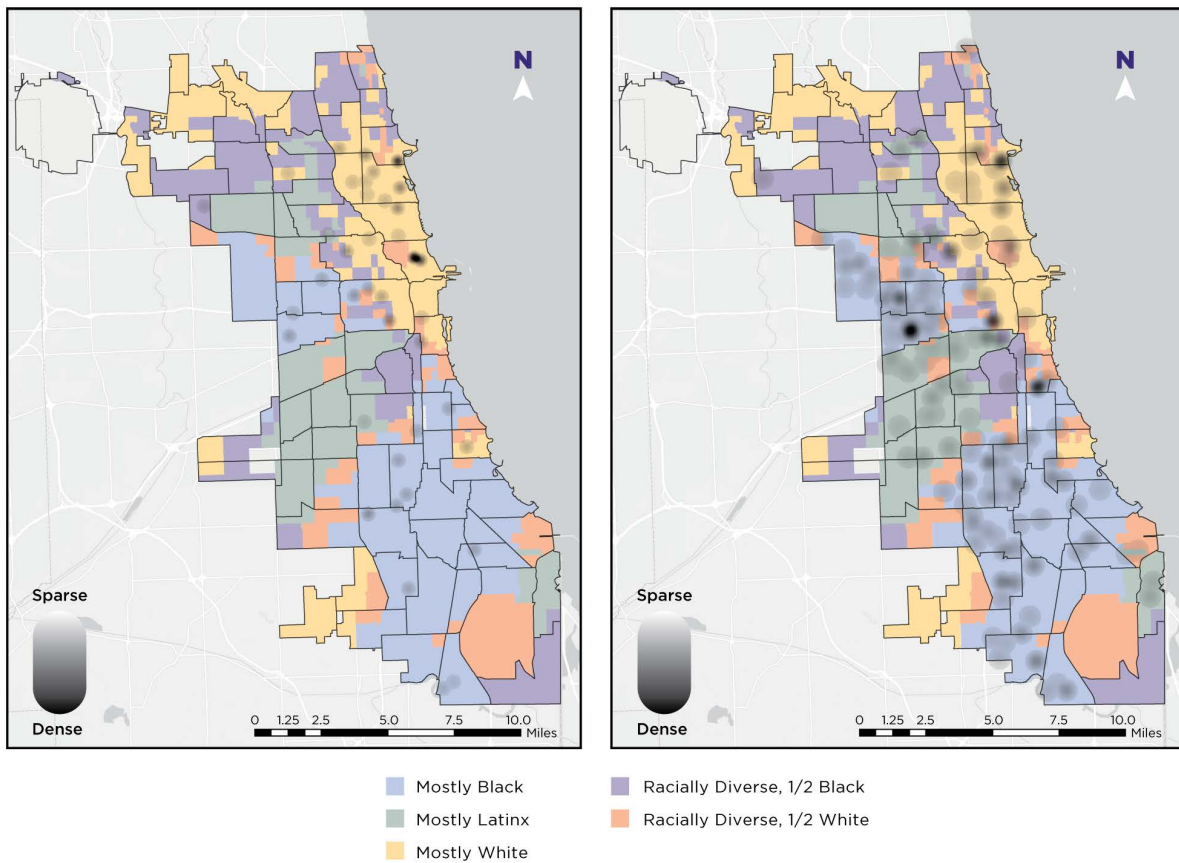 N
N
Sparse
Dense
0 1.25 2.5 5.0 7.5 10.0
Miles
Sparse
Dense
0 1.25 2.5 5.0 7.5 10.0
Miles
Mostly Black
Mostly Latinx
Mostly White
Racially Diverse, 1/2 Black
Racially Diverse, 1/2 White